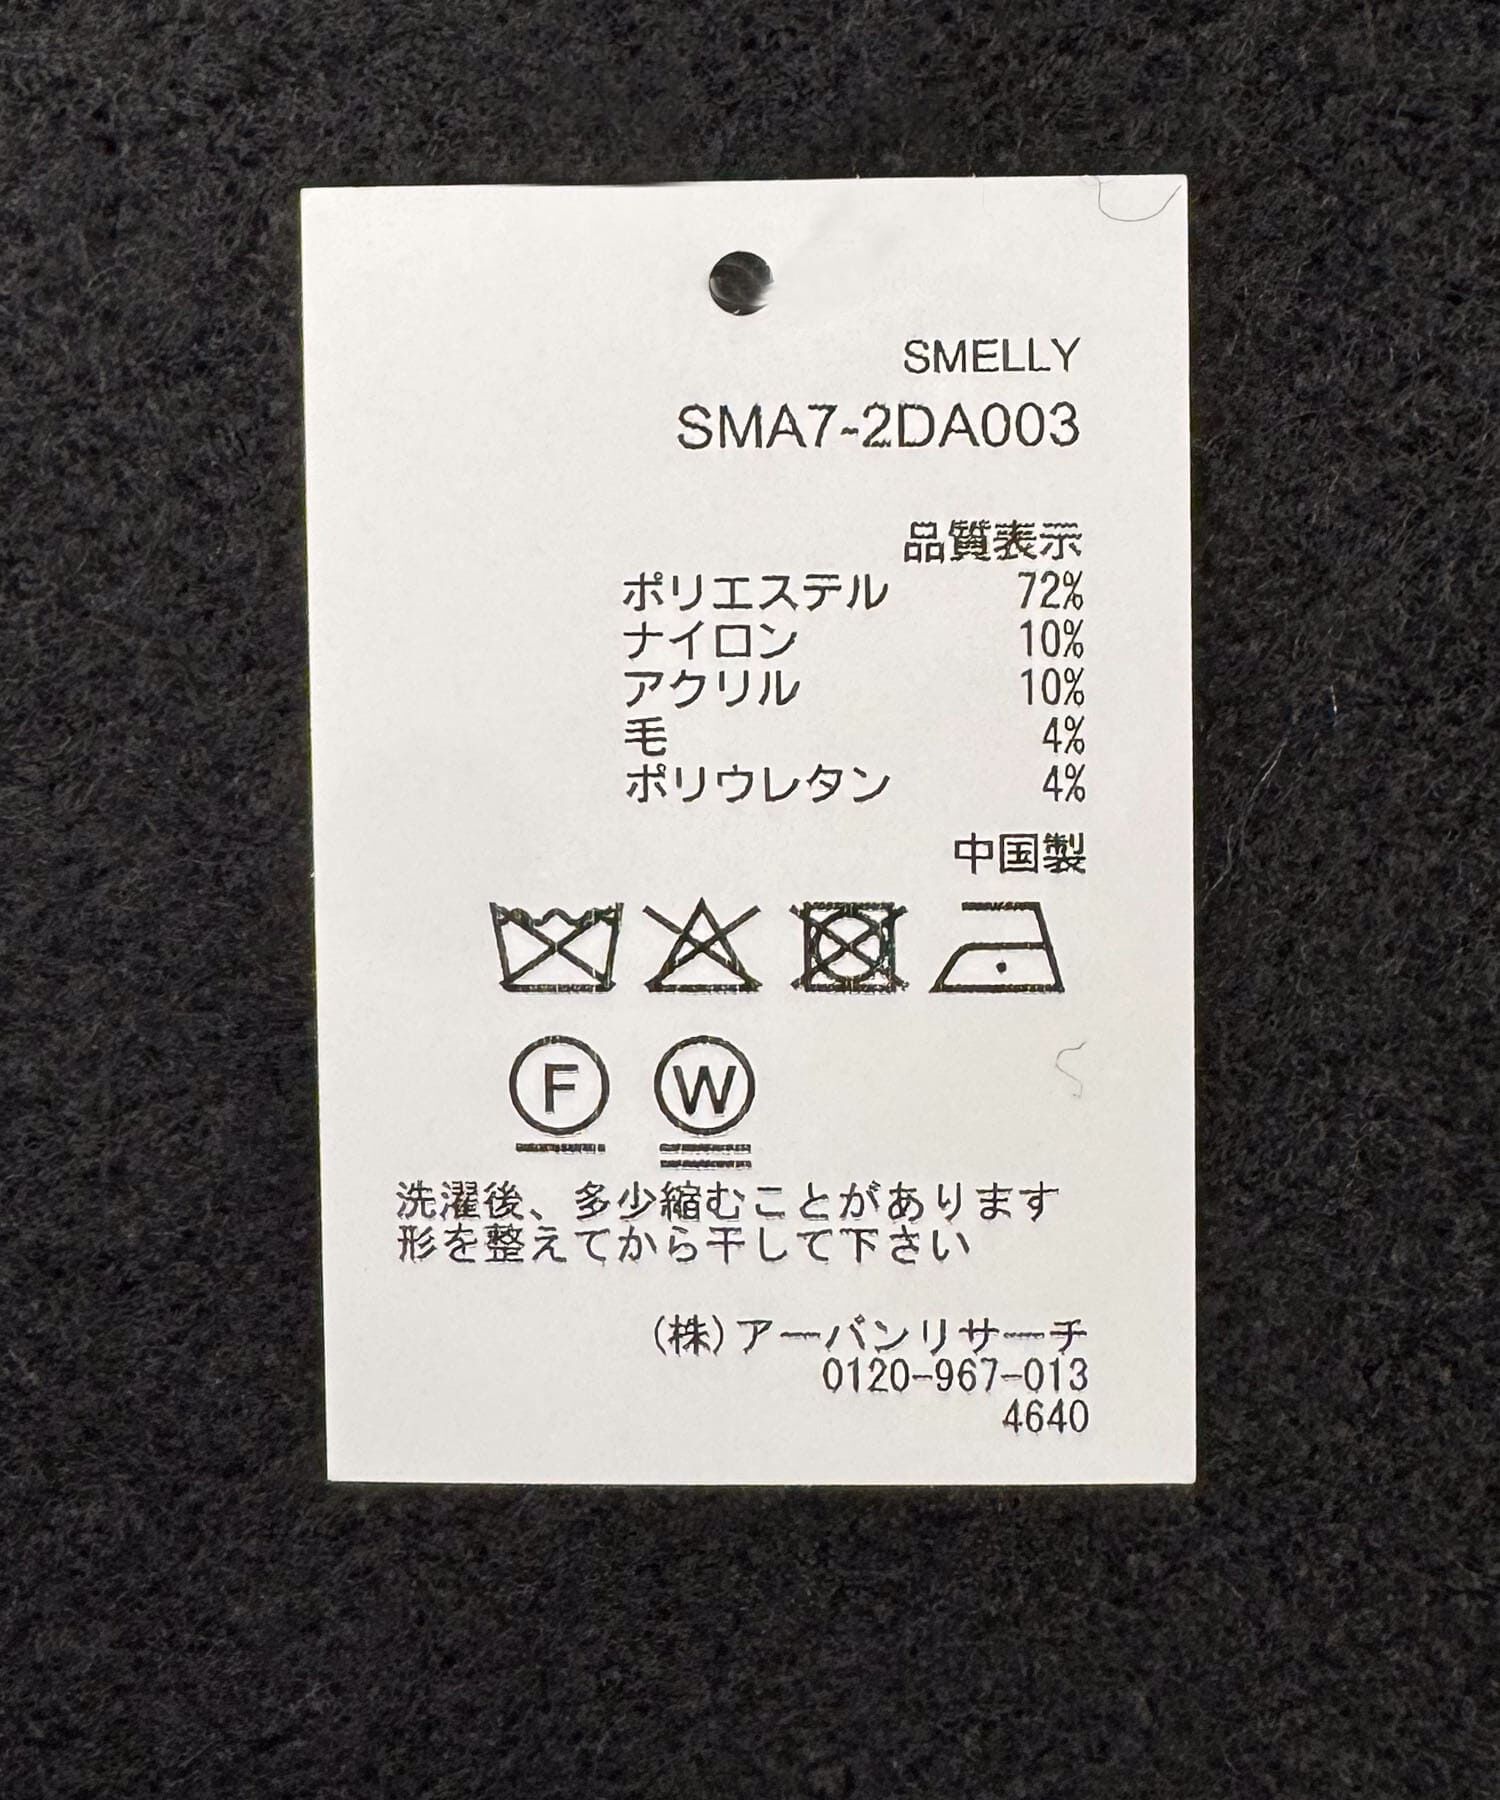 SMELLY
SMA7-2DA003
品質表示
ポリエステル 72%
ナイロン 10%
アクリル 10%
毛 4%
ポリウレタン 4%
中国製
F W
洗濯後、多少縮むことがあります
形を整えてから干して下さい
(株)アーバンリサーチ
0120-967-013
4640